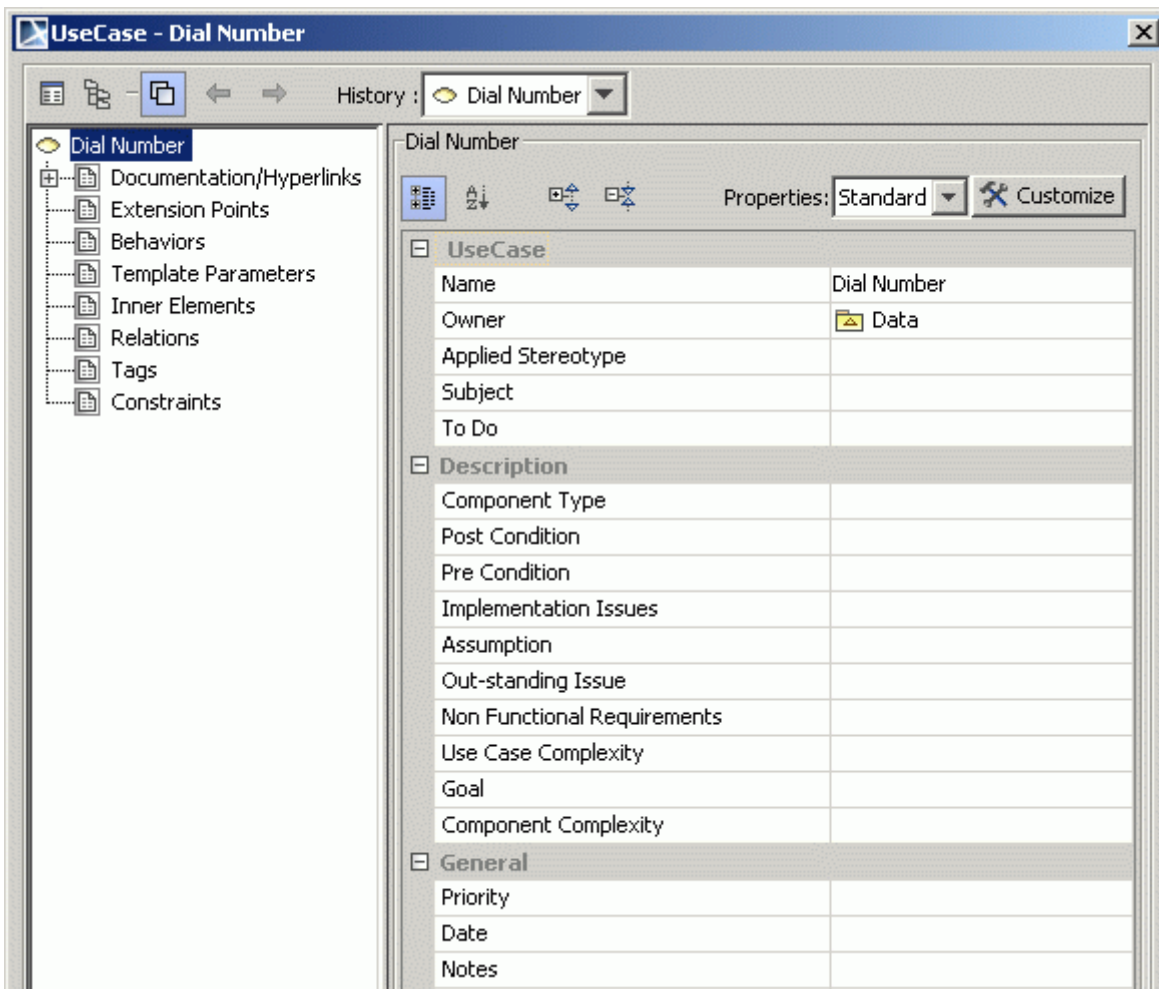 UseCase - Dial Number
History : Dial Number
Dial Number
Documentation/Hyperlinks
Extension Points
Behaviors
Template Parameters
Inner Elements
Relations
Tags
Constraints
Dial Number
Properties: Standard Customize
UseCase
Name Dial Number
Owner Data
Applied Stereotype
Subject
To Do
Description
Component Type
Post Condition
Pre Condition
Implementation Issues
Assumption
Out-standing Issue
Non Functional Requirements
Use Case Complexity
Goal
Component Complexity
General
Priority
Date
Notes